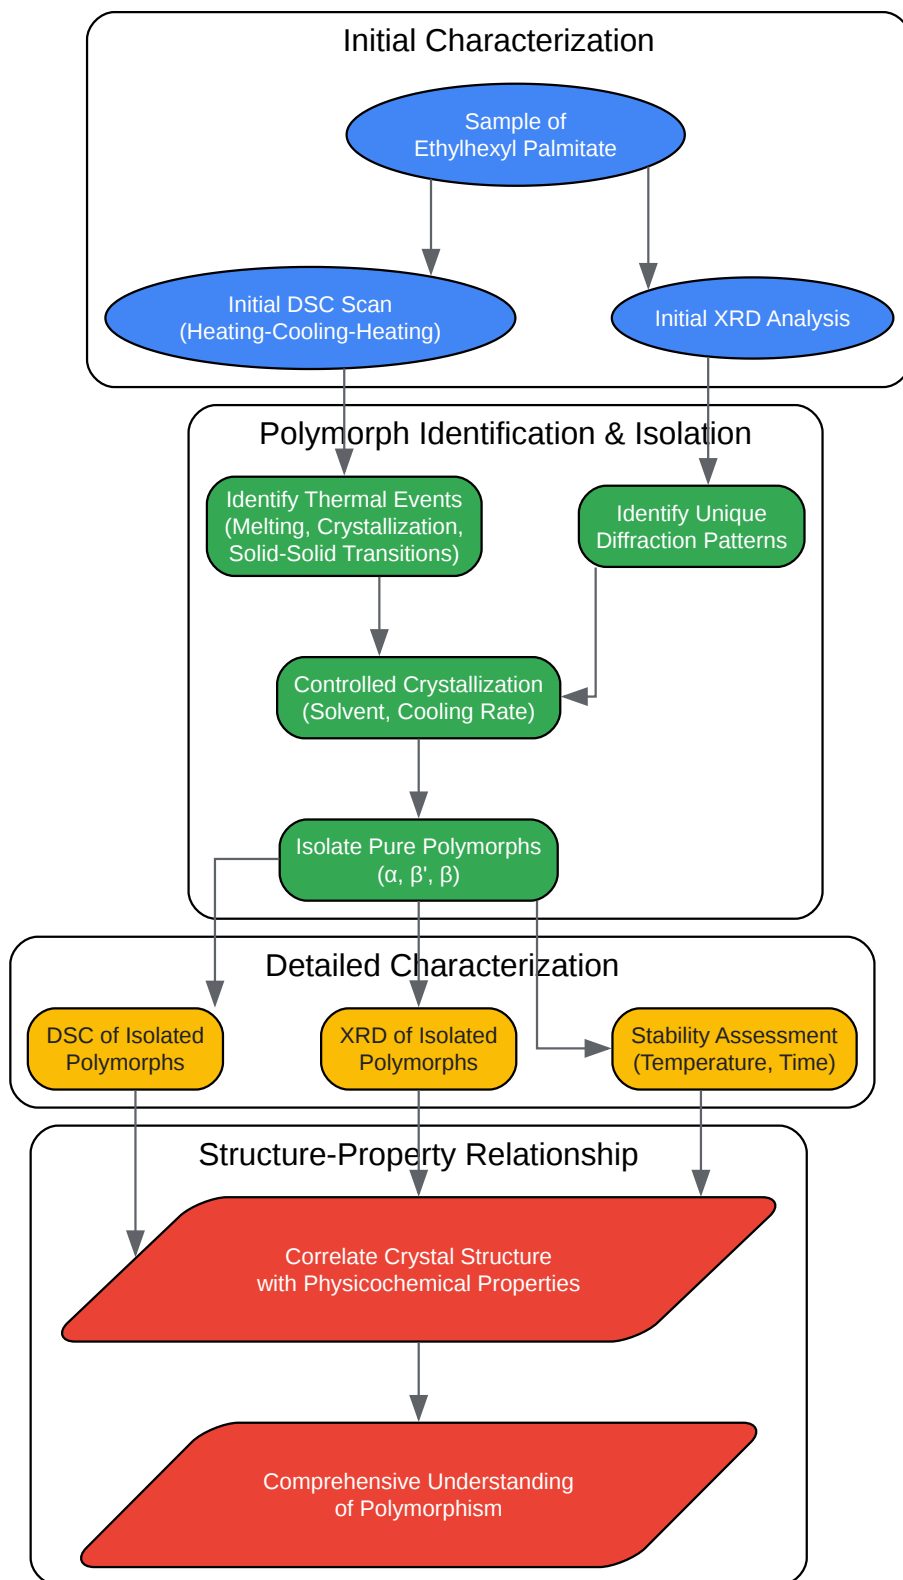 Initial Characterization
Sample of
Ethylhexyl Palmitate
Initial DSC Scan
(Heating-Cooling-Heating)
Initial XRD Analysis
Polymorph Identification & Isolation
Identify Thermal Events
(Melting, Crystallization,
Solid-Solid Transitions)
Identify Unique
Diffraction Patterns
Controlled Crystallization
(Solvent, Cooling Rate)
Isolate Pure Polymorphs
(α, β', β)
Detailed Characterization
DSC of Isolated
Polymorphs
XRD of Isolated
Polymorphs
Stability Assessment
(Temperature, Time)
Structure-Property Relationship
Correlate Crystal Structure
with Physicochemical Properties
Comprehensive Understanding
of Polymorphism